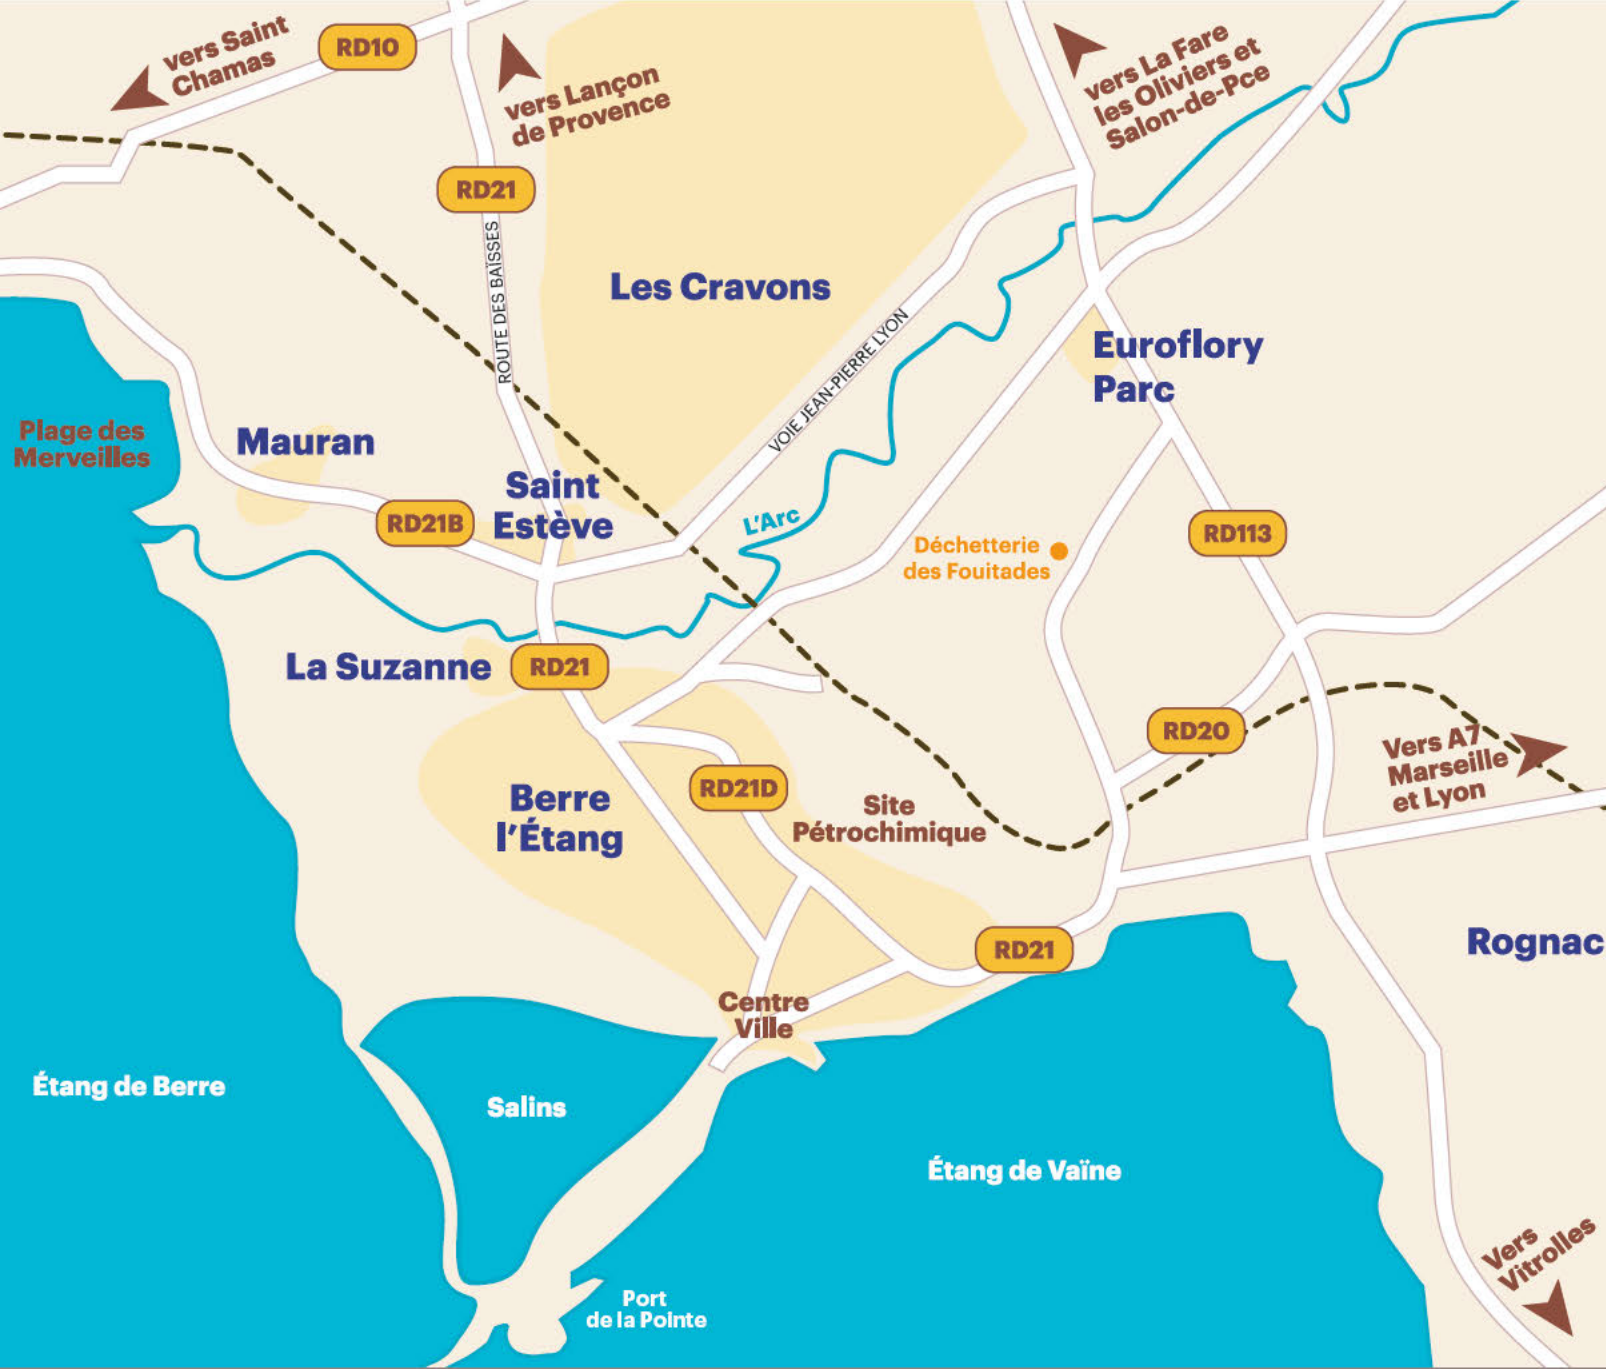 vers Saint
Chamas
RD10
vers Lançon
de Provence
vers La Fare
les Oliviers et
Salon-de-Pce
RD21
ROUTE DES BAÏSSES
Les Cravons
VOIE JEAN-PIERRE LYON
Euroflory
Parc
Plage des
Merveilles
Mauran
Saint
Estève
RD21B
L'Arc
Déchetterie
des Fouitades
RD113
La Suzanne
RD21
RD20
Vers A7
Marseille
et Lyon
RD21D
Berre
l'Étang
Site
Pétrochimique
RD21
Rognac
Centre
Ville
Étang de Berre
Salins
Étang de Vaïne
Vers
Vitrolles
Port
de la Pointe